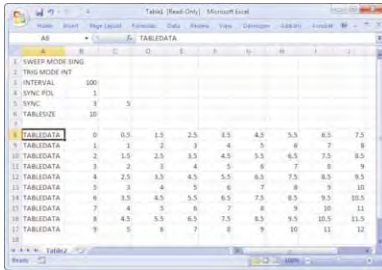 Table1 [Read-Only] - Microsoft Excel
Home Insert Page Layout Formulas Data Review View Developer Add-Ins Acrobat
A8 fx TABLEDATA
A B C D E F G H I J
1 SWEEP MODE SING
2 TRIG MODE INT
3 INTERVAL 100
4 SYNC POL 1
5 SYNC 3 5
6 TABLESIZE 10
7
8 TABLEDATA 0 0.5 1.5 2.5 3.5 4.5 5.5 6.5 7.5
9 TABLEDATA 1 1 2 3 4 5 6 7 8
10 TABLEDATA 2 1.5 2.5 3.5 4.5 5.5 6.5 7.5 8.5
11 TABLEDATA 3 2 3 4 5 6 7 8 9
12 TABLEDATA 4 2.5 3.5 4.5 5.5 6.5 7.5 8.5 9.5
13 TABLEDATA 5 3 4 5 6 7 8 9 10
14 TABLEDATA 6 3.5 4.5 5.5 6.5 7.5 8.5 9.5 10.5
15 TABLEDATA 7 4 5 6 7 8 9 10 11
16 TABLEDATA 8 4.5 5.5 6.5 7.5 8.5 9.5 10.5 11.5
17 TABLEDATA 9 5 6 7 8 9 10 11 12
18
Table2
Ready 100%